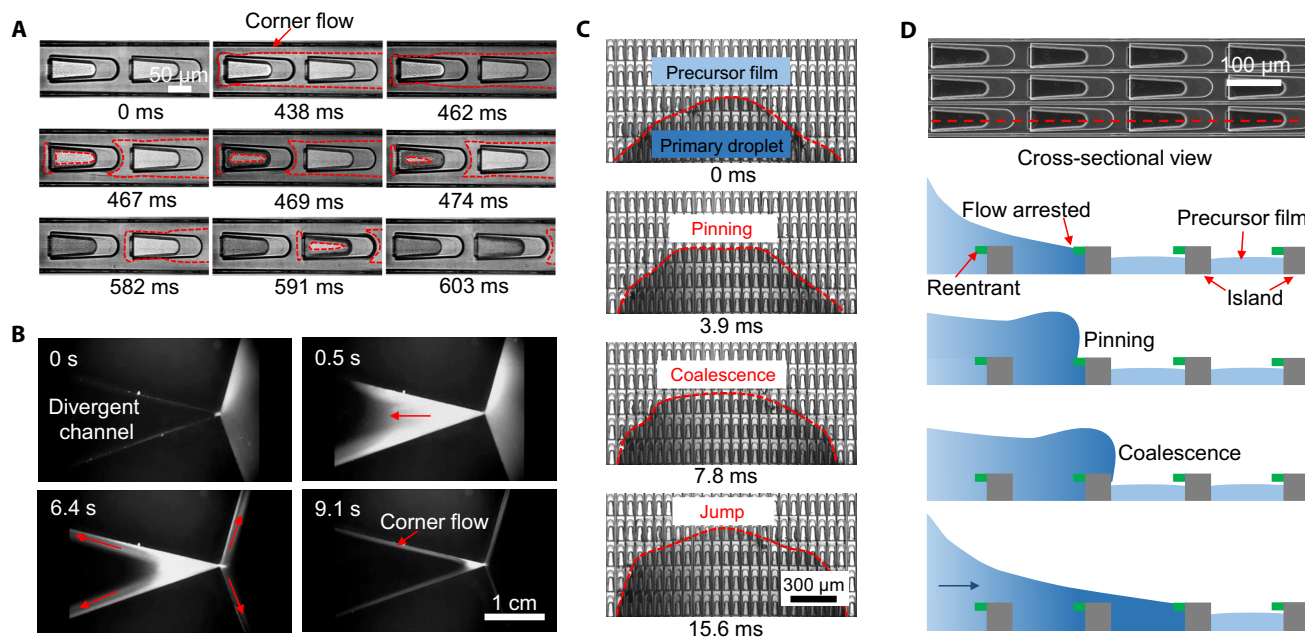 A
Corner flow
50 µm
0 ms
438 ms
462 ms
467 ms
469 ms
474 ms
582 ms
591 ms
603 ms
B
0 s
Divergent
channel
0.5 s
6.4 s
9.1 s
Corner flow
1 cm
C
Precursor film
Primary droplet
0 ms
Pinning
3.9 ms
Coalescence
7.8 ms
Jump
300 µm
15.6 ms
D
100 µm
Cross-sectional view
Flow arrested
Precursor film
Reentrant
Island
Pinning
Coalescence